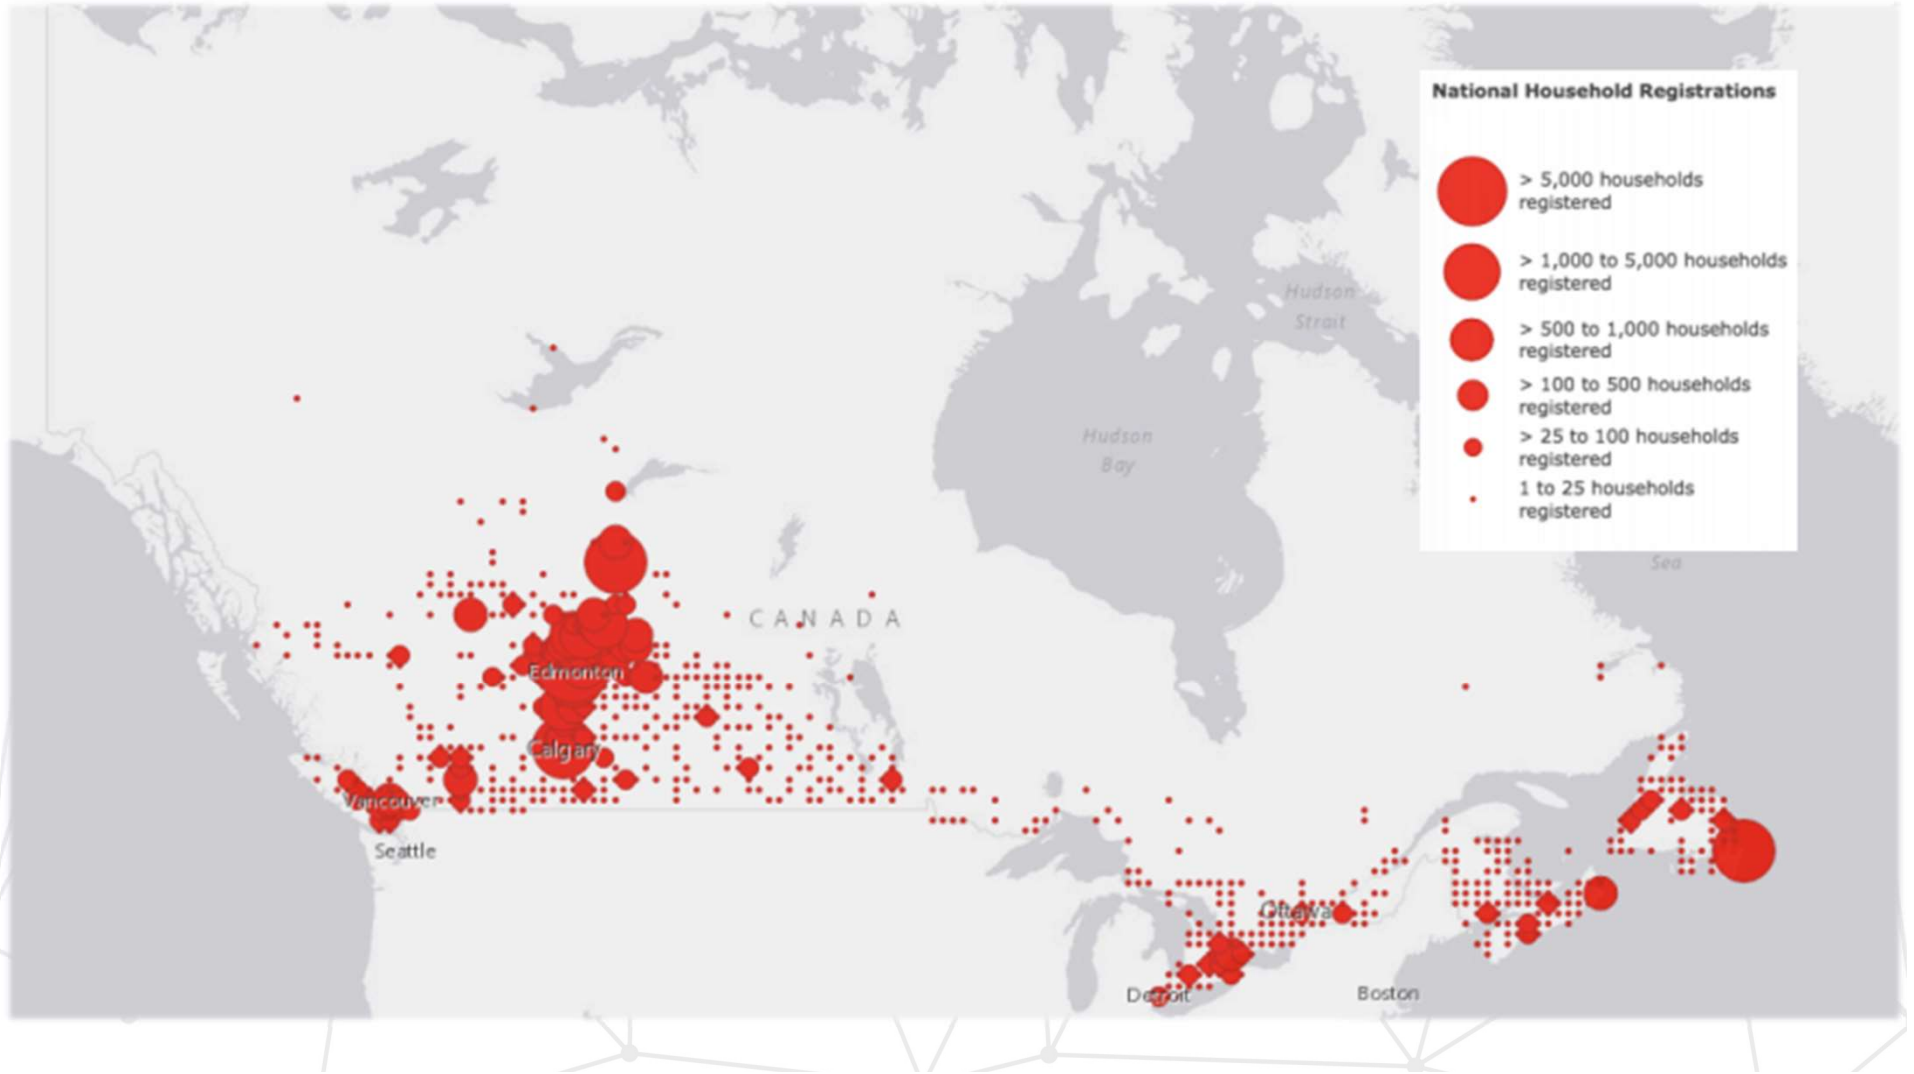 National Household Registrations
> 5,000 households
registered
> 1,000 to 5,000 households
registered
> 500 to 1,000 households
registered
> 100 to 500 households
registered
> 25 to 100 households
registered
1 to 25 households
registered
Hudson
Strait
Hudson
Bay
Sea
CANADA
Edmonton
Calgary
Vancouver
Seattle
Ottawa
Detroit
Boston